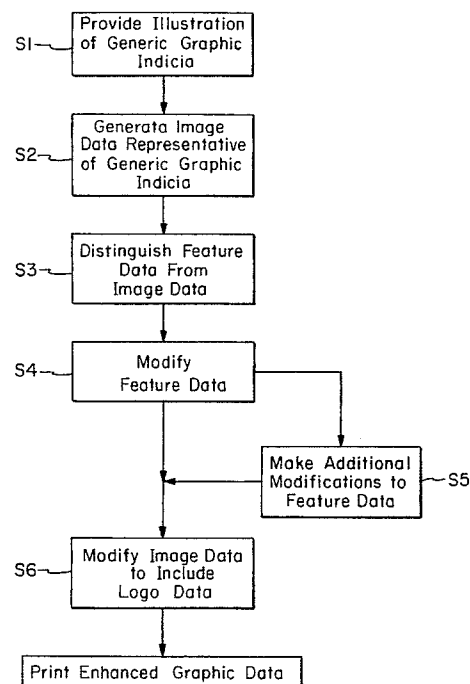 S1
Provide Illustration
of Generic Graphic
Indicia
S2
Generata Image
Data Representative
of Generic Graphic
Indicia
S3
Distinguish Feature
Data From
Image Data
S4
Modify
Feature Data
Make Additional
Modifications to
Feature Data
S5
S6
Modify Image Data
to Include
Logo Data
Print Enhanced Graphic Data